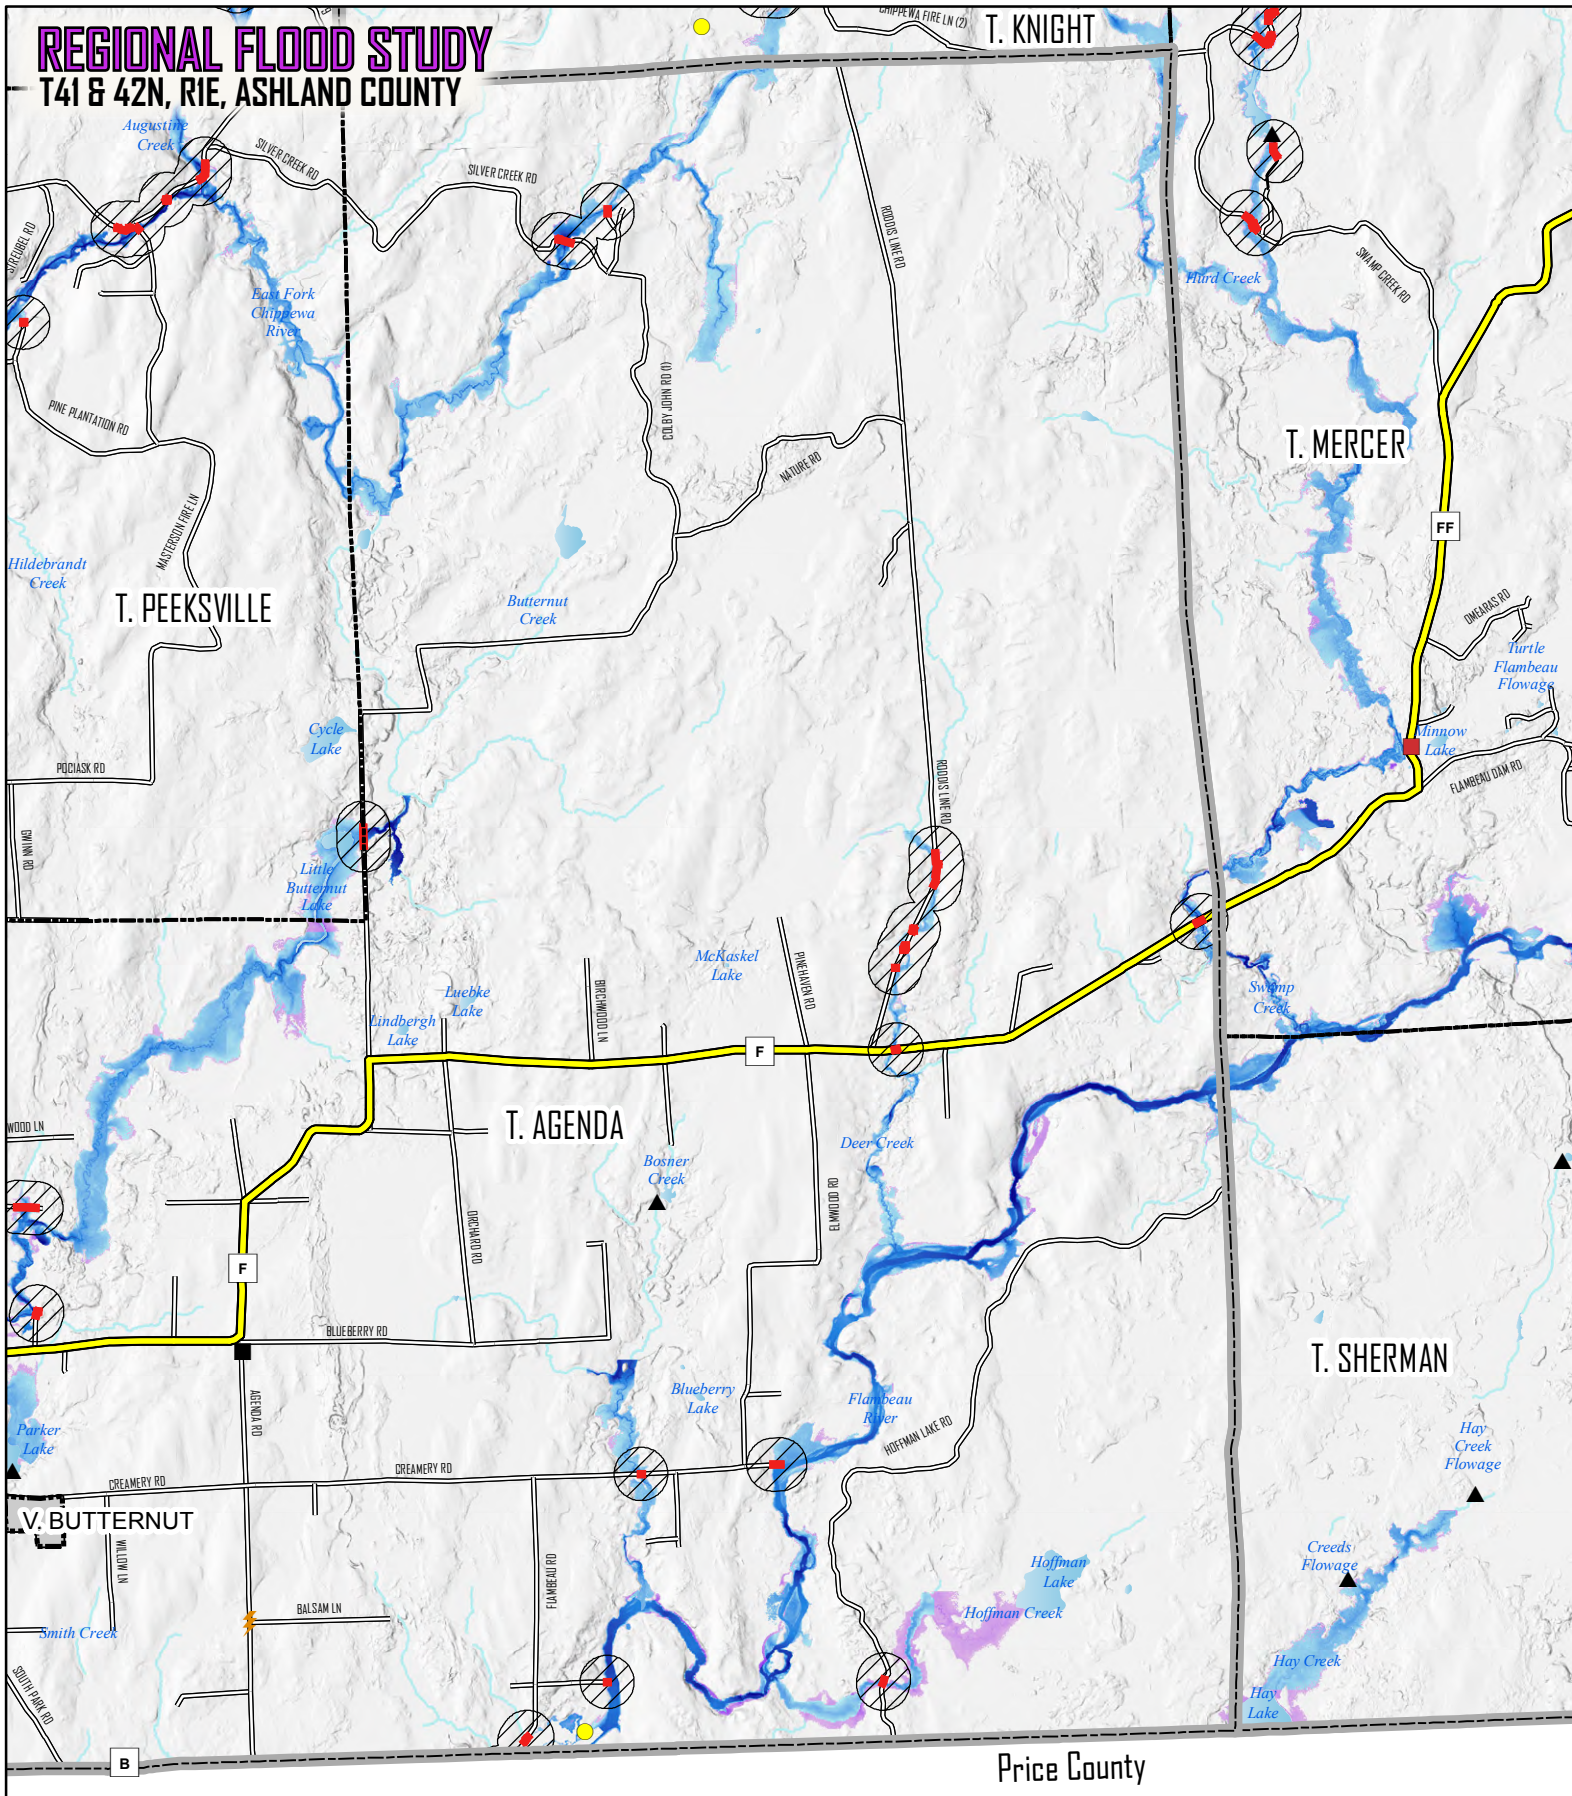 REGIONAL FLOOD STUDY
T41 & 42N, R1E, ASHLAND COUNTY
CHIPPEWA FIRE LN (2)
T. KNIGHT
Augustine
Creek
SILVER CREEK RD
SILVER CREEK RD
STREUBEL RD
RODDIS LINE RD
SWAMP CREEK RD
Hurd Creek
East Fork
Chippewa
River
PINE PLANTATION RD
COLBY JOHN RD (1)
NATURE RD
T. MERCER
FF
MASTERSON FIRE LN
Hildebrandt
Creek
T. PEEKSVILLE
Butternut
Creek
OMEARAS RD
Turtle
Flambeau
Flowage
Cycle
Lake
Minnow
Lake
POCIASK RD
FLAMBEAU DAM RD
RODDIS LINE RD
GWINN RD
Little
Butternut
Lake
McKaskel
Lake
PINEHAVEN RD
BIRCHWOOD LN
Luebke
Lake
Lindbergh
Lake
Swamp
Creek
F
WOOD LN
T. AGENDA
Deer Creek
Bosner
Creek
ELMWOOD RD
ORCHARD RD
F
BLUEBERRY RD
T. SHERMAN
AGENDA RD
Blueberry
Lake
Flambeau
River
HOFFMAN LAKE RD
Parker
Lake
Hay
Creek
Flowage
CREAMERY RD
CREAMERY RD
V. BUTTERNUT
WILLOW LN
FLAMBEAU RD
Hoffman
Lake
Creeds
Flowage
BALSAM LN
Hoffman Creek
Smith Creek
Hay Creek
SOUTH PARK RD
Hay
Lake
B
Price County